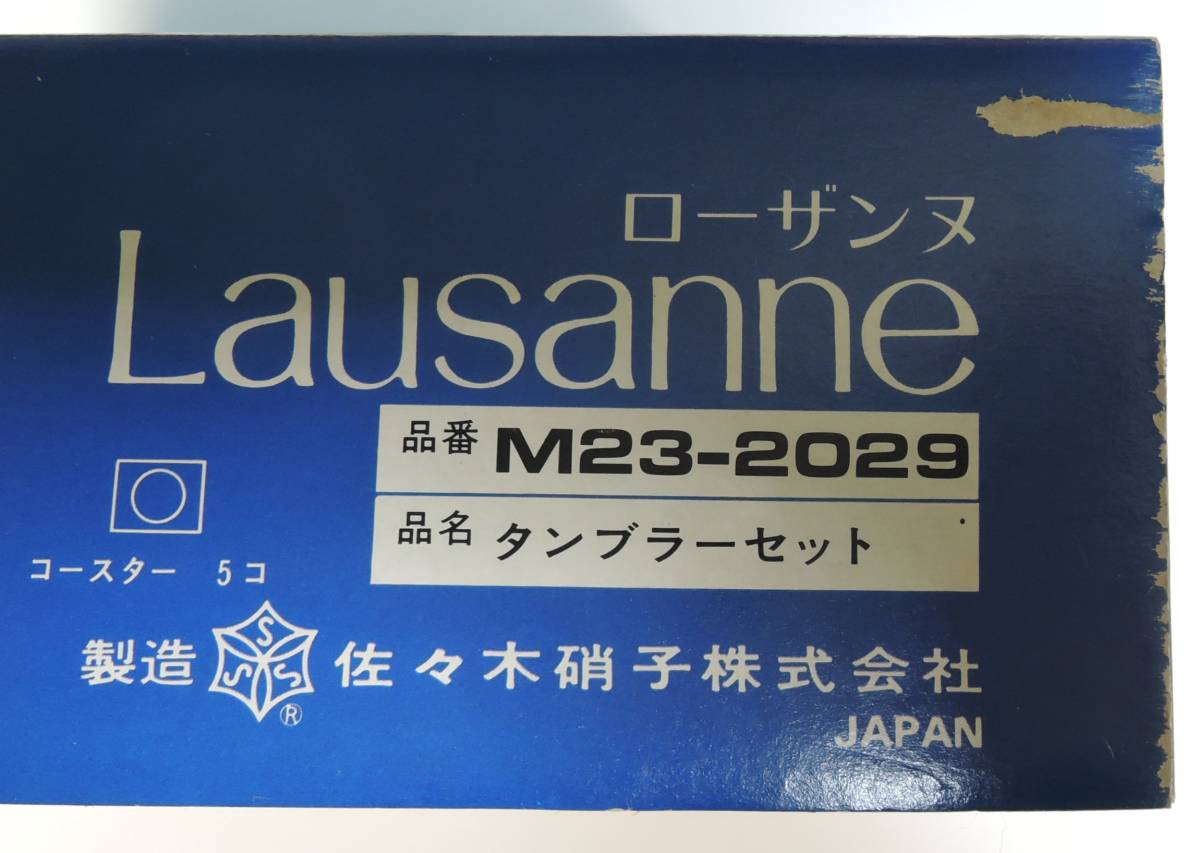 ローザンヌ
Lausanne
品番 M23-2029
品名 タンブラーセット
コースター 5コ
製造 SSS ® 佐々木硝子株式会社
JAPAN